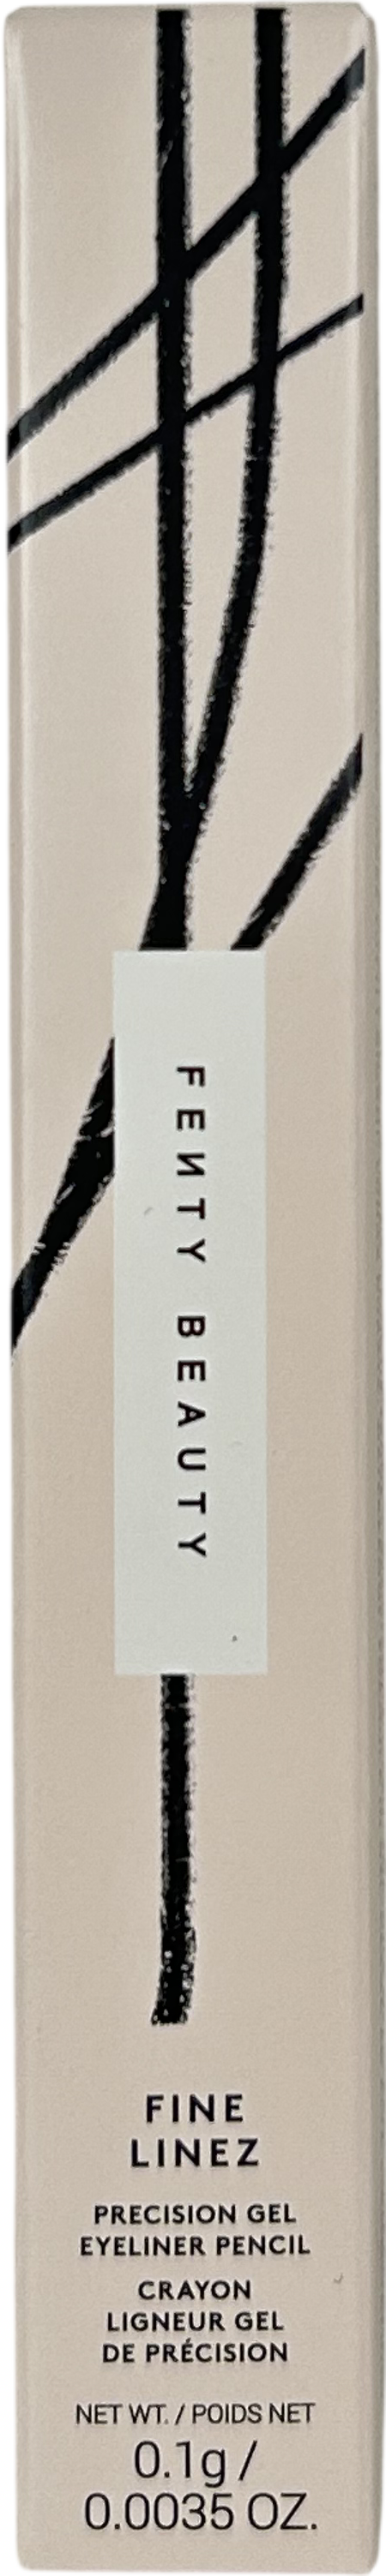 FEИTY BEAUTY
FINE
LINEZ
PRECISION GEL
EYELINER PENCIL
CRAYON
LIGNEUR GEL
DE PRÉCISION
NET WT. / POIDS NET
0.1g /
0.0035 OZ.